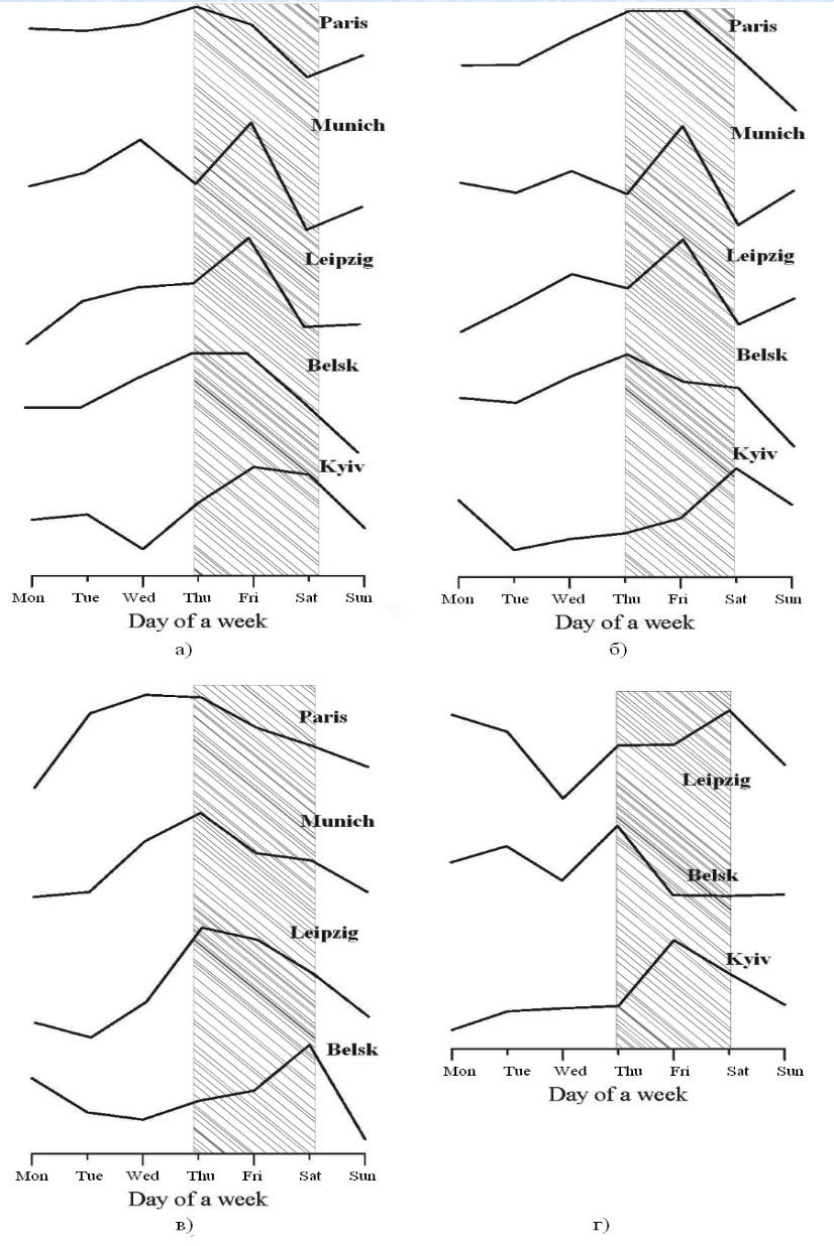 Paris
Munich
Leipzig
Belsk
Kyiv
Mon Tue Wed Thu Fri Sat Sun
Day of a week
а)
Paris
Munich
Leipzig
Belsk
Kyiv
Mon Tue Wed Thu Fri Sat Sun
Day of a week
б)
Paris
Munich
Leipzig
Belsk
Mon Tue Wed Thu Fri Sat Sun
Day of a week
в)
Leipzig
Belsk
Kyiv
Mon Tue Wed Thu Fri Sat Sun
Day of a week
г)